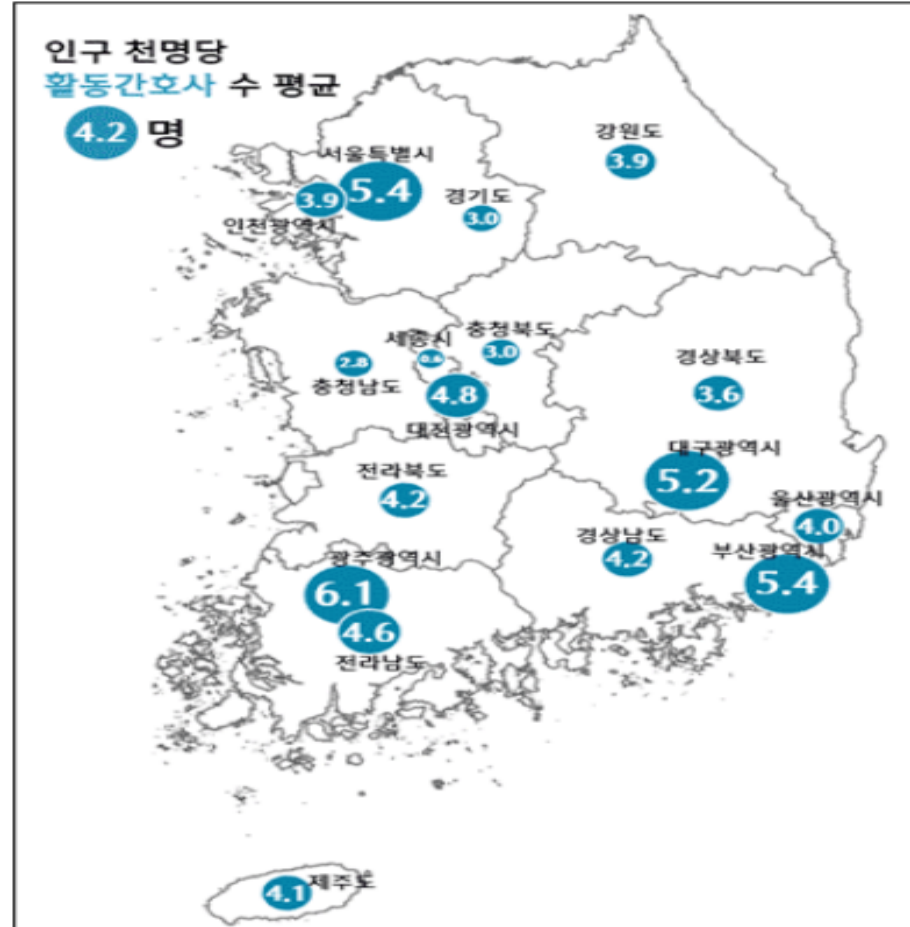 인구 천명당
활동간호사 수 평균
4.2 명
강원도
3.9
서울특별시
5.4
3.9
인천광역시
경기도
3.0
세종시
0.6
충청북도
3.0
2.8
충청남도
4.8
대전광역시
경상북도
3.6
대구광역시
5.2
전라북도
4.2
울산광역시
4.0
경상남도
4.2
부산광역시
5.4
광주광역시
6.1
4.6
전라남도
제주도
4.1